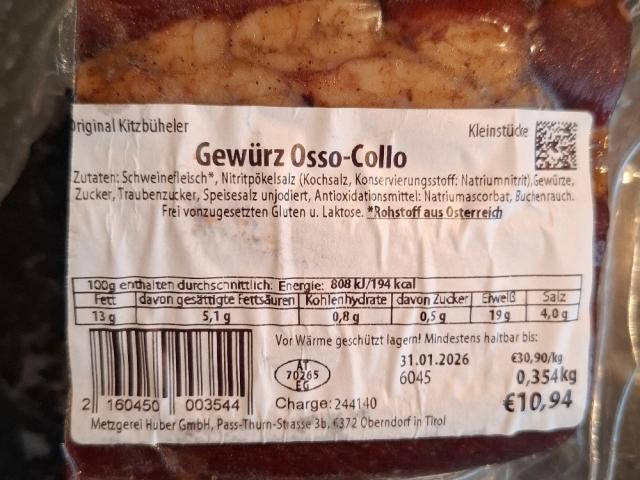 Original Kitzbüheler
Kleinstücke
Gewürz Osso-Collo
Zutaten: Schweinefleisch*, Nitritpökelsalz (Kochsalz, Konservierungsstoff: Natriumnitrit), Gewürze,
Zucker, Traubenzucker, Speisesalz unjodiert, Antioxidationsmittel: Natriumascorbat, Buchenrauch.
Frei vonzugesetzten Gluten u. Laktose. *Rohstoff aus Österreich
100g enthalten durchschnittlich: Energie: 808 kJ/194 kcal
Fett davon gesättigte Fettsäuren Kohlenhydrate davon Zucker Eiweiß Salz
13 g 5,1 g 0,8 g 0,5 g 19 g 4,0 g
Vor Wärme geschützt lagern! Mindestens haltbar bis:
AT
70265
EG
31.01.2026 €30,90/kg
6045 0,354kg
Charge: 244140 €10,94
2 160450 003544
Metzgerei Huber GmbH, Pass-Thurn-Strasse 3b, 6372 Oberndorf in Tirol